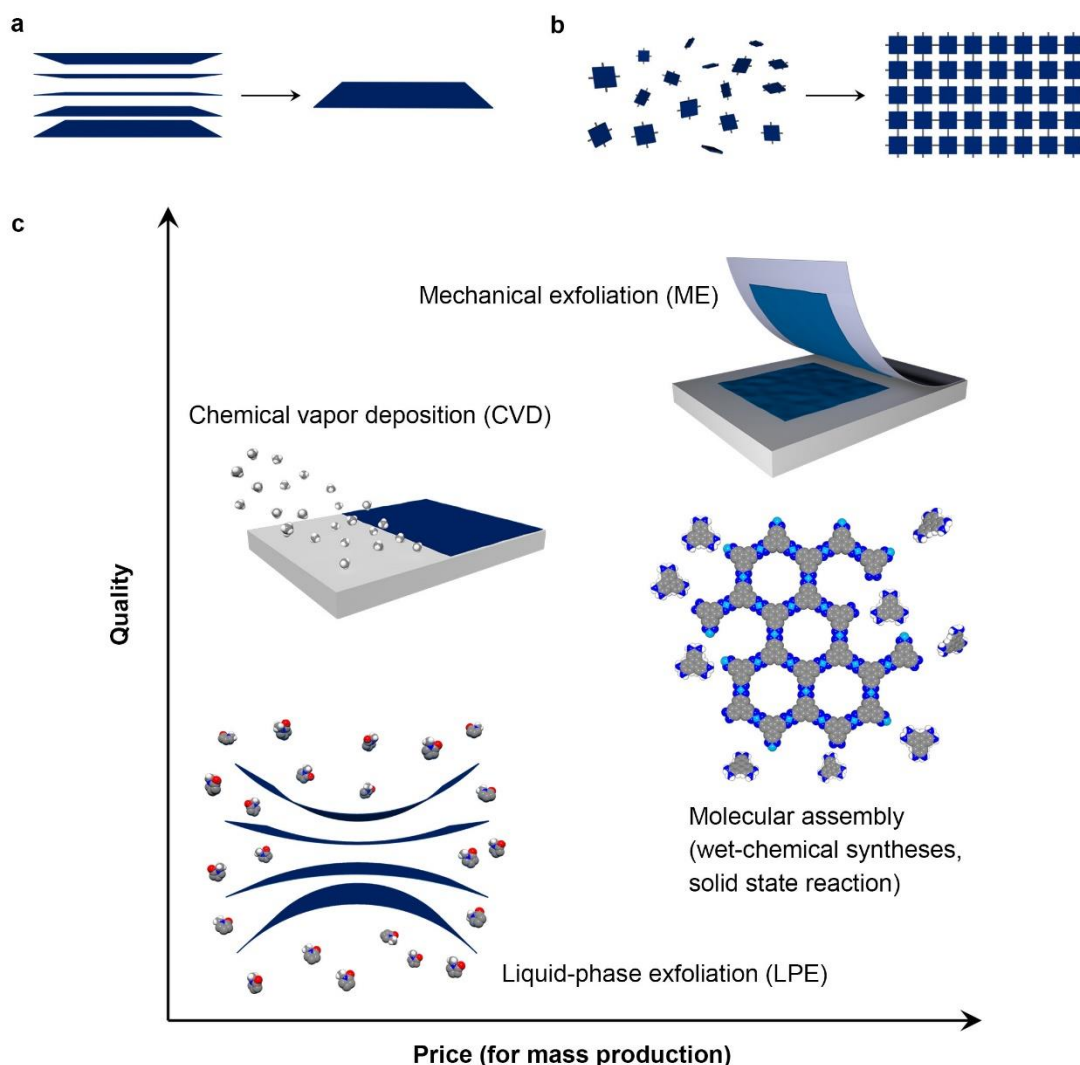 a
b
c
Mechanical exfoliation (ME)
Chemical vapor deposition (CVD)
Quality
Molecular assembly
(wet-chemical syntheses,
solid state reaction)
Liquid-phase exfoliation (LPE)
Price (for mass production)